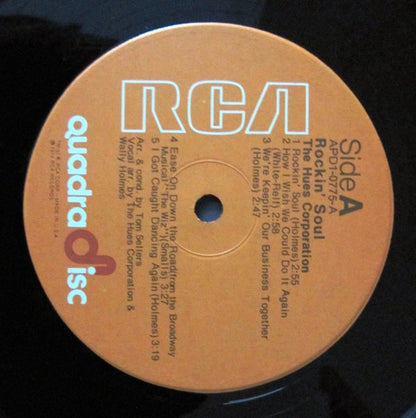 RCA
Side A
APD1-0775-A
Rockin' Soul
The Hues Corporation
1 Rockin' Soul (Holmes) 2:55
2 How I Wish We Could Do It Again
(White-Reil) 2:58
3 We're Keepin' Our Business Together
(Holmes) 2:47
4 Ease On Down the Road(from the Broadway
Musical "The Wiz") (Smalls) 3:27
5 I Got Caught Dancing Again (Holmes) 3:19
Arr. & cond. by Tom Sellers
Vocal arr. by The Hues Corporation &
Wally Holmes
quadradisc